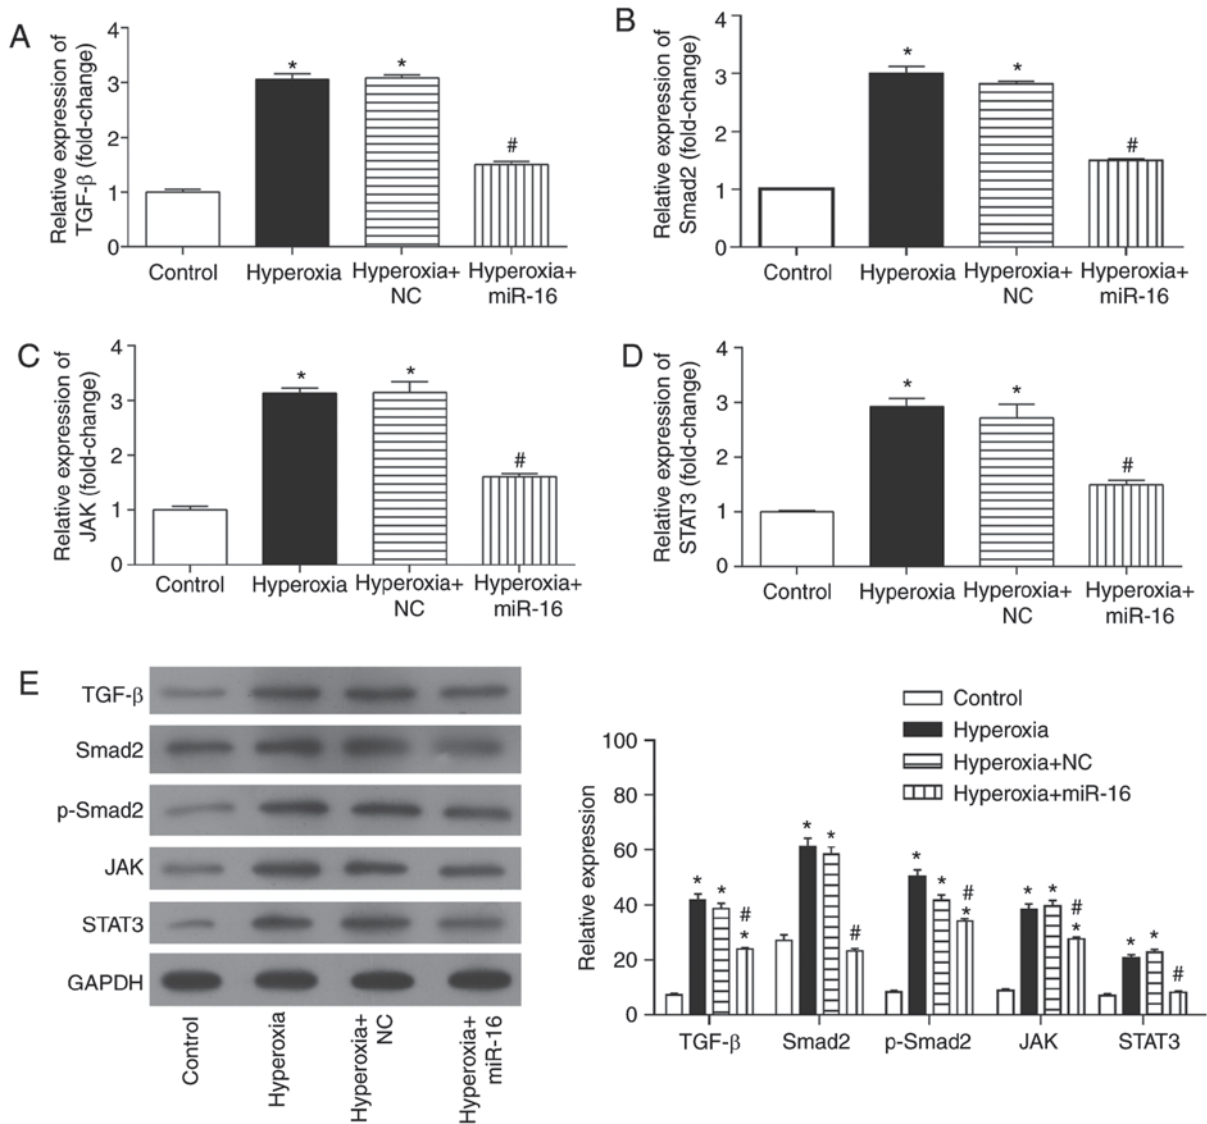 A
Relative expression of
TGF-β (fold-change)
4
3
2
1
0
*
*
#
Control
Hyperoxia
Hyperoxia+
NC
Hyperoxia+
miR-16
B
Relative expression of
Smad2 (fold-change)
4
3
2
1
0
*
*
#
Control
Hyperoxia
Hyperoxia+
NC
Hyperoxia+
miR-16
C
Relative expression of
JAK (fold-change)
4
3
2
1
0
*
*
#
Control
Hyperoxia
Hyperoxia+
NC
Hyperoxia+
miR-16
D
Relative expression of
STAT3 (fold-change)
4
3
2
1
0
*
*
#
Control
Hyperoxia
Hyperoxia+
NC
Hyperoxia+
miR-16
E
TGF-β
Smad2
p-Smad2
JAK
STAT3
GAPDH
Control
Hyperoxia
Hyperoxia+
NC
Hyperoxia+
miR-16
Control
Hyperoxia
Hyperoxia+NC
Hyperoxia+miR-16
Relative expression
100
80
60
40
20
0
*
*
#
*
*
*
#
*
*
#
*
*
*
#
*
*
*
#
TGF-β
Smad2
p-Smad2
JAK
STAT3